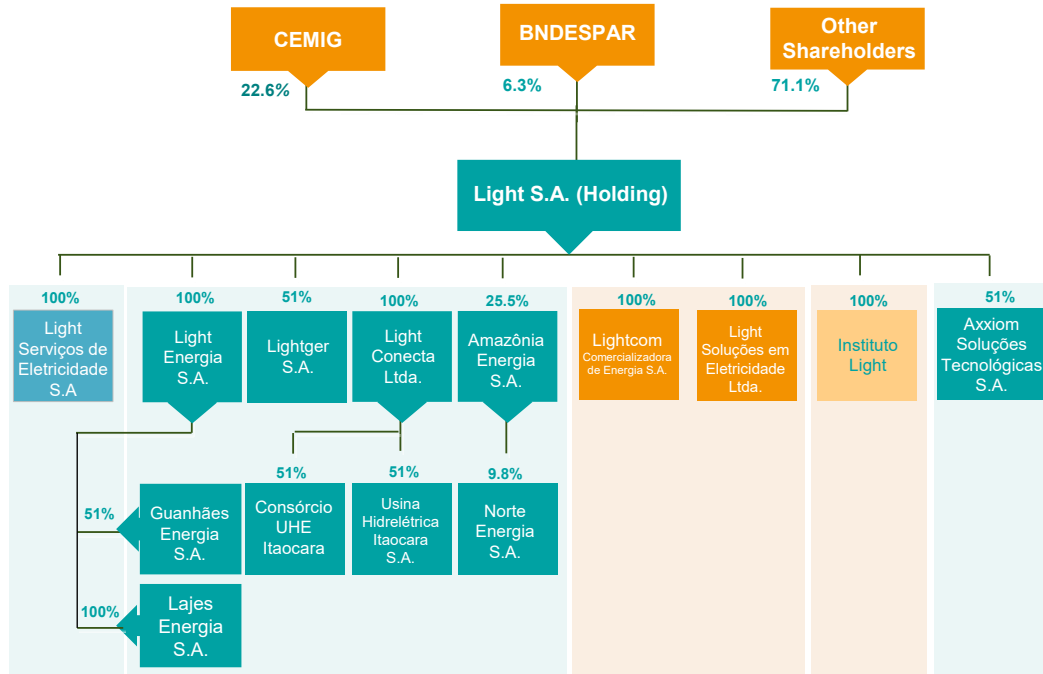 CEMIG
BNDESPAR
Other
Shareholders
22.6%
6.3%
71.1%
Light S.A. (Holding)
100%
100%
51%
100%
25.5%
100%
100%
100%
51%
Light
Serviços de
Eletricidade
S.A
Light
Energia
S.A.
Lightger
S.A.
Light
Conecta
Ltda.
Amazônia
Energia
S.A.
Lightcom
Comercializadora
de Energia S.A.
Light
Soluções em
Eletricidade
Ltda.
Instituto
Light
Axxiom
Soluções
Tecnológicas
S.A.
51%
51%
9.8%
51%
Guanhães
Energia
S.A.
Consórcio
UHE
Itaocara
Usina
Hidrelétrica
Itaocara
S.A.
Norte
Energia
S.A.
100%
Lajes
Energia
S.A.